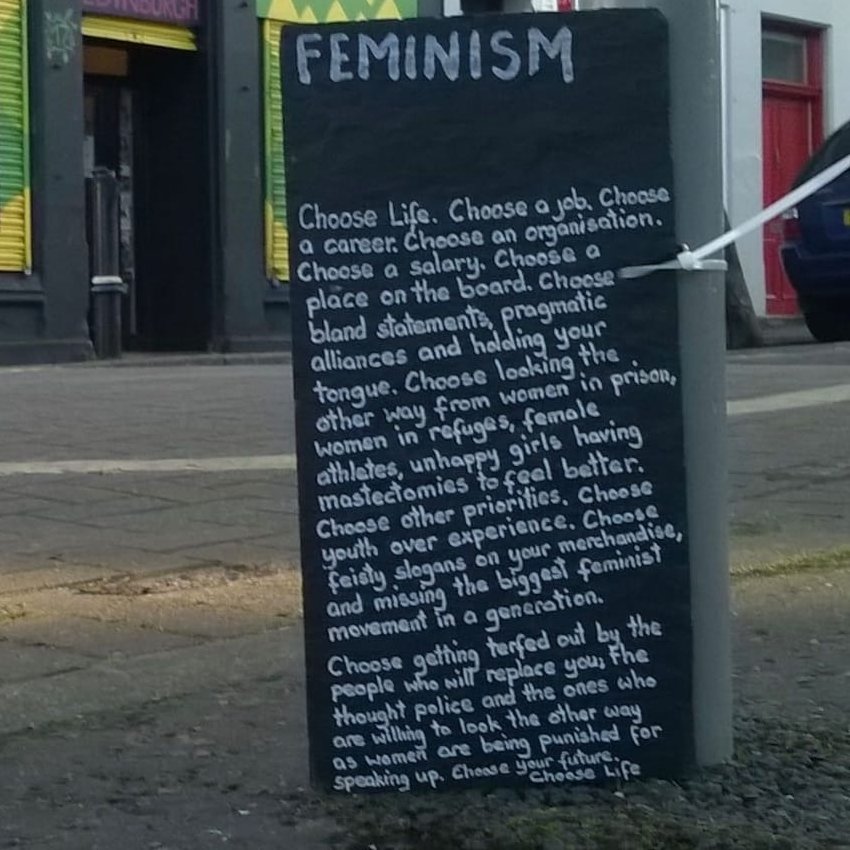 EDINBURGH
FEMINISM
Choose Life. Choose a job. Choose
a career. Choose an organisation.
Choose a salary. Choose a
place on the board. Choose
bland statements, pragmatic
alliances and holding your
tongue. Choose looking the
other way from women in prison,
women in refuges, female
athletes, unhappy girls having
mastectomies to feel better.
Choose other priorities. Choose
youth over experience. Choose
feisty slogans on your merchandise,
and missing the biggest feminist
movement in a generation.
Choose getting terfed out by the
people who will replace you; The
thought police and the ones who
are willing to look the other way
as women are being punished for
speaking up. Choose your future.
Choose Life